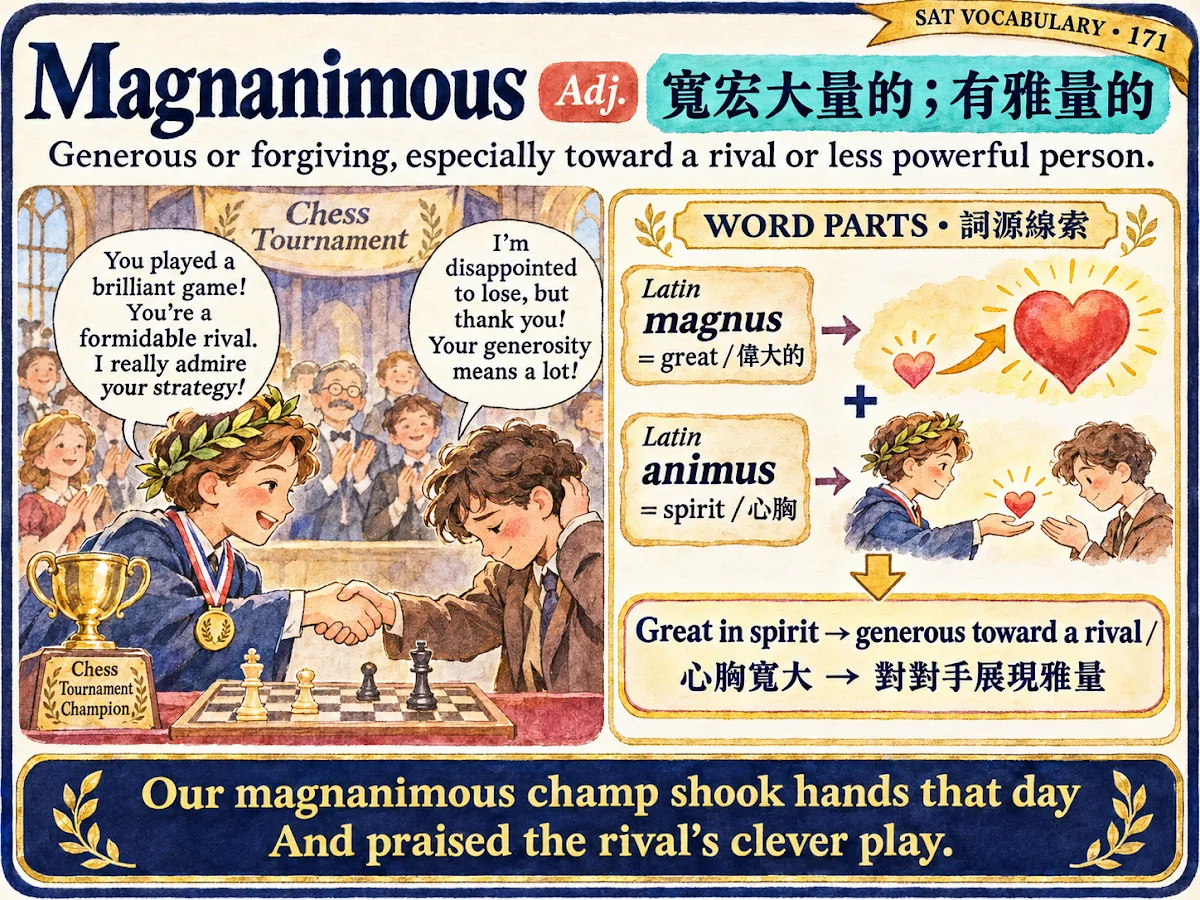 SAT VOCABULARY • 171
Magnanimous
Adj.
寬宏大量的；有雅量的
Generous or forgiving, especially toward a rival or less powerful person.
Chess
Tournament
You played a
brilliant game!
You're a
formidable rival.
I really admire
your strategy!
I'm
disappointed
to lose, but
thank you!
Your generosity
means a lot!
Chess
Tournament
Champion
WORD PARTS • 詞源線索
Latin
magnus
= great / 偉大的
+
Latin
animus
= spirit / 心胸
Great in spirit → generous toward a rival /
心胸寬大 → 對對手展現雅量
Our magnanimous champ shook hands that day
And praised the rival's clever play.